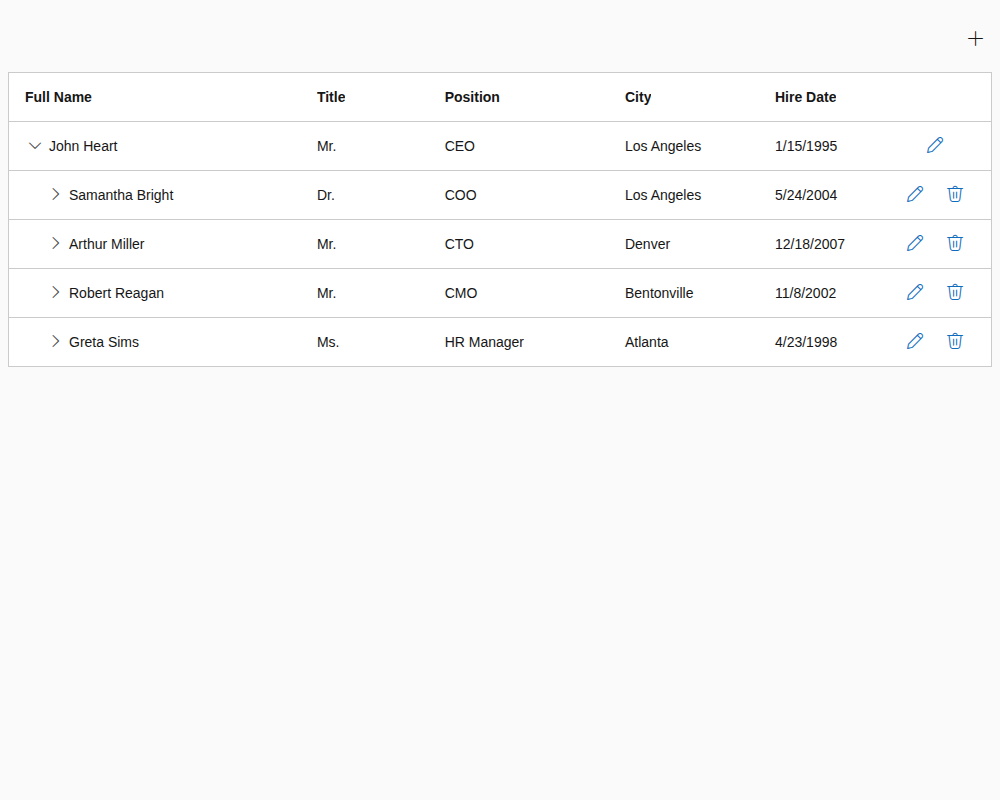 Full Name Title Position City Hire Date
John Heart Mr. CEO Los Angeles 1/15/1995
Samantha Bright Dr. COO Los Angeles 5/24/2004
Arthur Miller Mr. CTO Denver 12/18/2007
Robert Reagan Mr. CMO Bentonville 11/8/2002
Greta Sims Ms. HR Manager Atlanta 4/23/1998